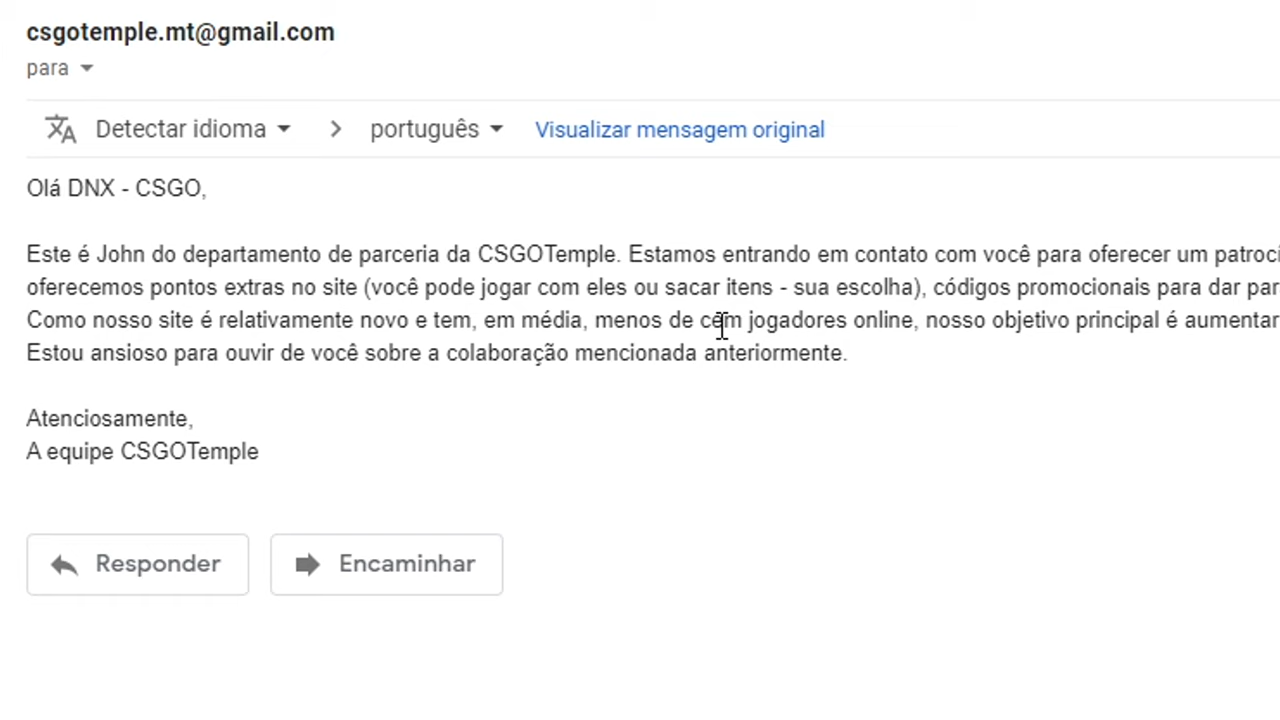 csgotemple.mt@gmail.com
para
Detectar idioma > português Visualizar mensagem original
Olá DNX - CSGO,
Este é John do departamento de parceria da CSGOTemple. Estamos entrando em contato com você para oferecer um
oferecemos pontos extras no site (você pode jogar com eles ou sacar itens - sua escolha), códigos promocionais para dar
Como nosso site é relativamente novo e tem, em média, menos de cem jogadores online, nosso objetivo principal é aumentar
Estou ansioso para ouvir de você sobre a colaboração mencionada anteriormente.
Atenciosamente,
A equipe CSGOTemple
Responder Encaminhar